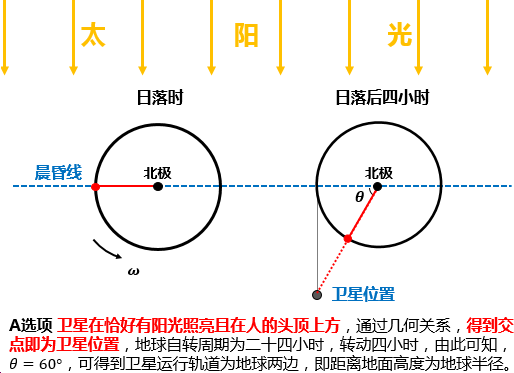 太 阳 光
日落时 日落后四小时
晨昏线 北极 北极
θ
ω
卫星位置
A选项 卫星在恰好有阳光照亮且在人的头顶上方，通过几何关系，得到交
点即为卫星位置，地球自转周期为二十四小时，转动四小时，由此可知，
θ = 60°，可得到卫星运行轨道为地球两边，即距离地面高度为地球半径。